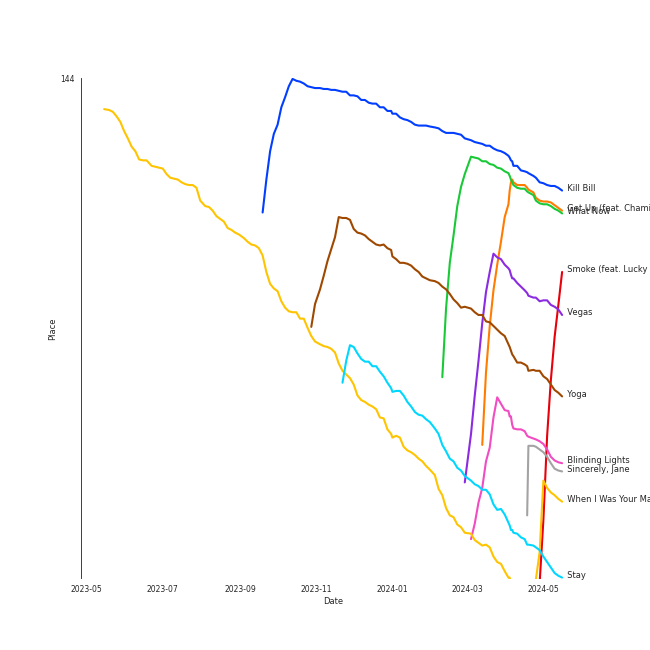 144
Kill Bill
Get Up (feat. Chami
What Now
Smoke (feat. Lucky
Vegas
Place
Yoga
Blinding Lights
Sincerely, Jane
When I Was Your Ma
Stay
2023-05 2023-07 2023-09 2023-11 2024-01 2024-03 2024-05
Date